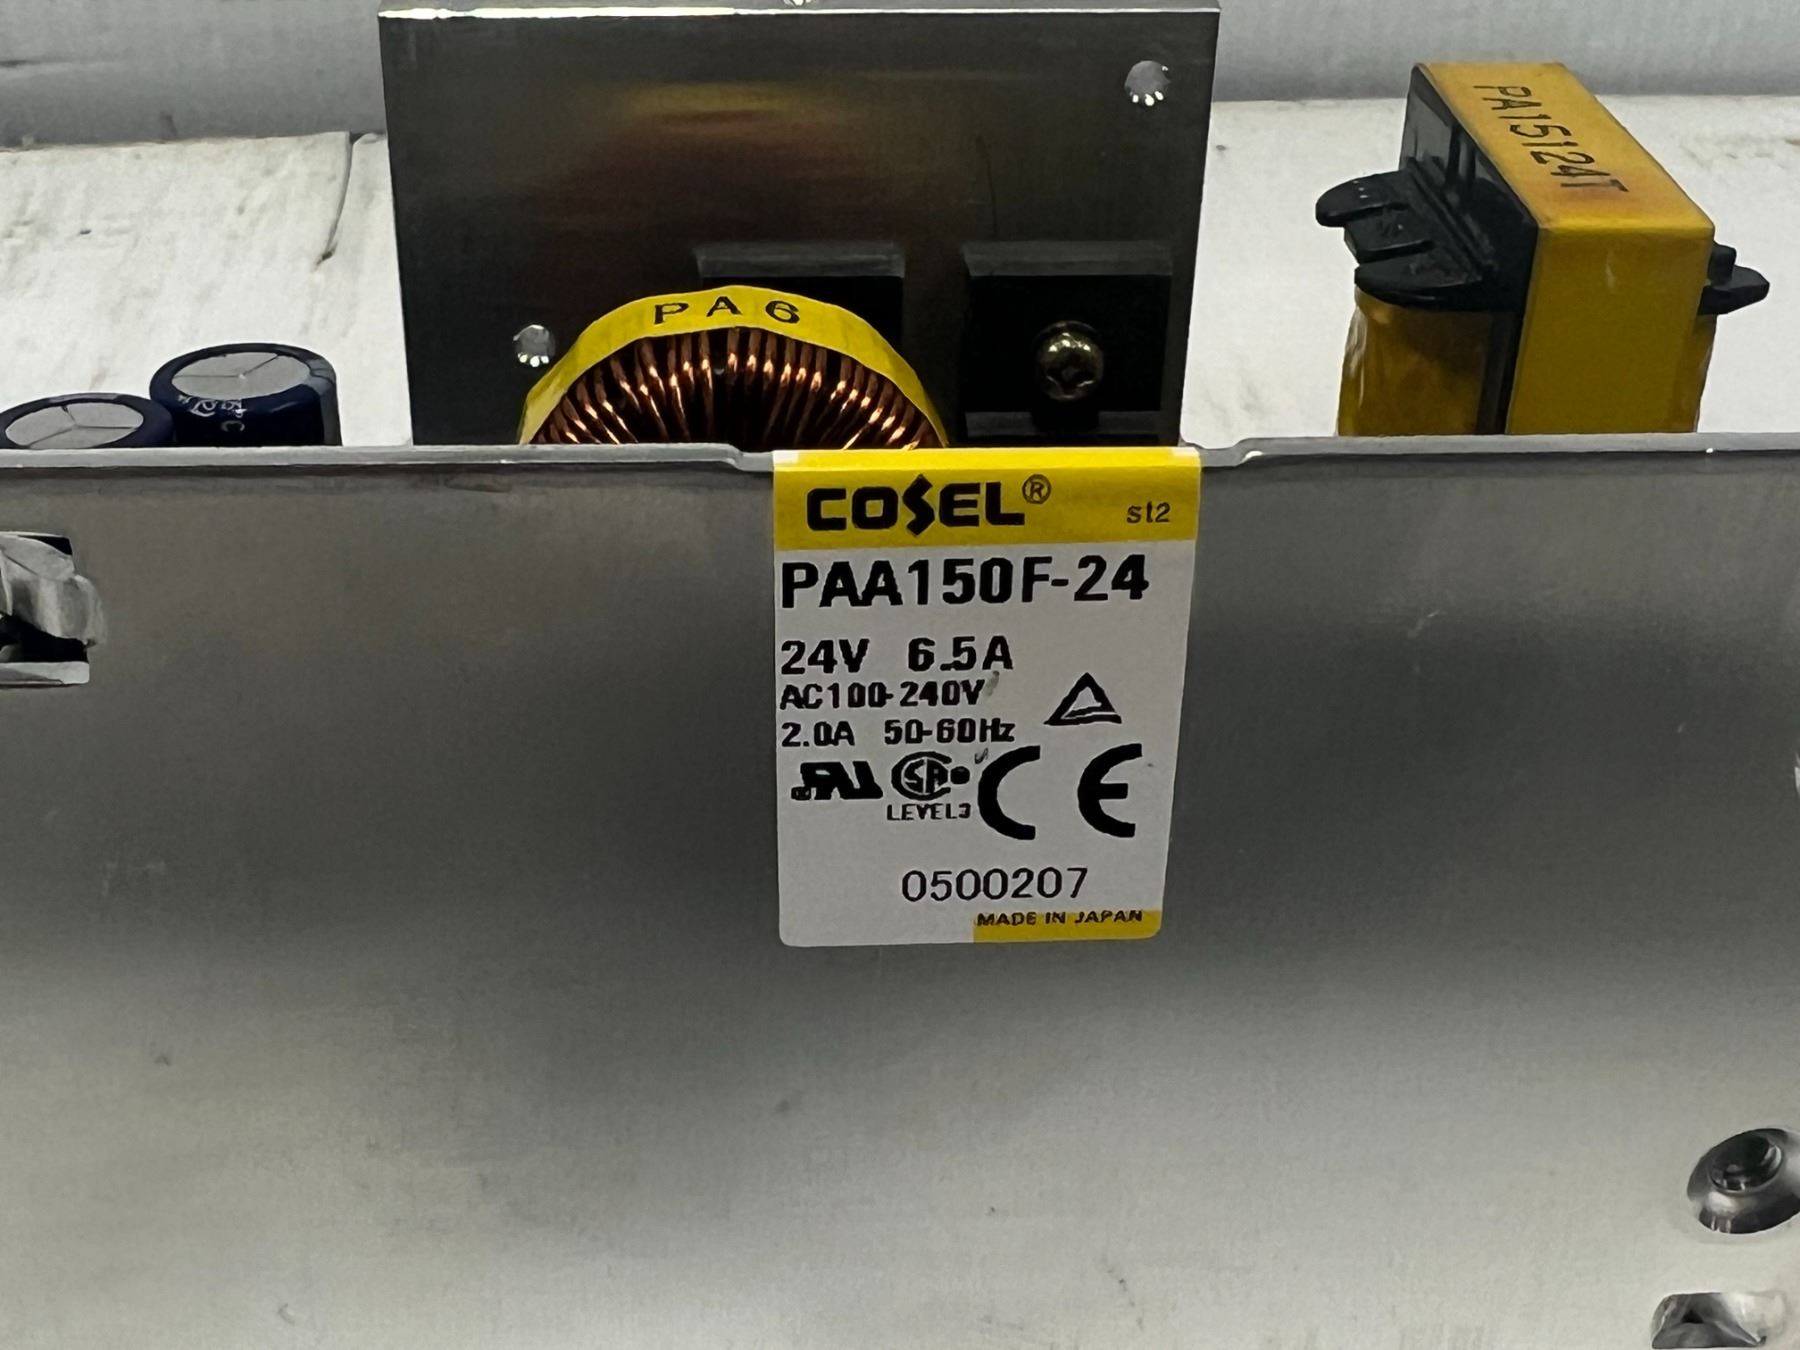 PA15124T
PA6
COSEL®
st2
PAA150F-24
24V 6.5A
AC100-240V
2.0A 50-60Hz
LEVEL3
CE
0500207
MADE IN JAPAN